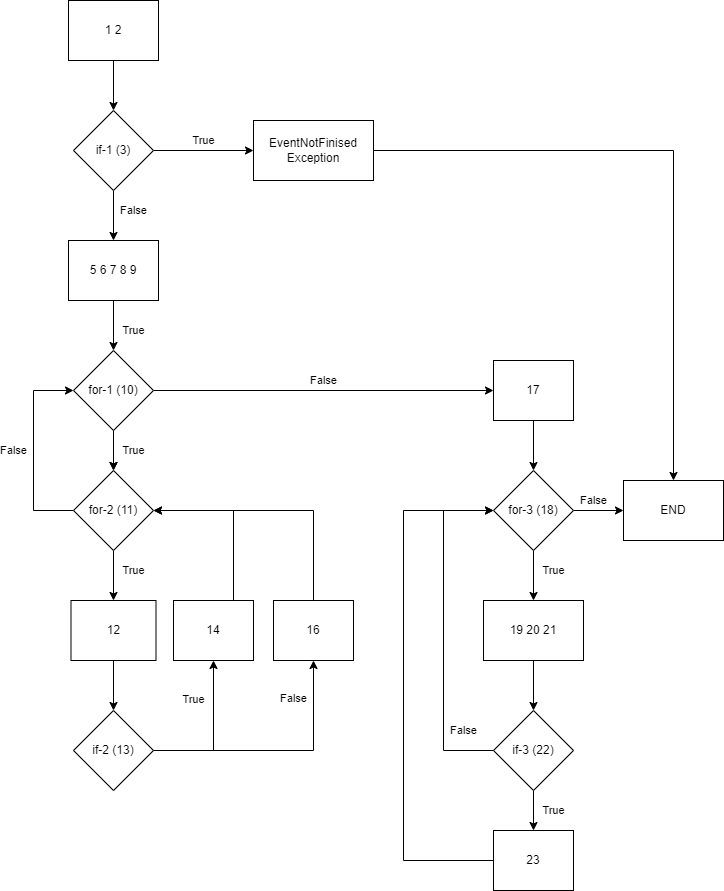 1 2
if-1 (3)
True
EventNotFinised
Exception
False
5 6 7 8 9
True
for-1 (10)
False
17
True
False
for-2 (11)
for-3 (18)
False
END
True
True
12
14
16
19 20 21
True
False
False
if-2 (13)
if-3 (22)
True
23